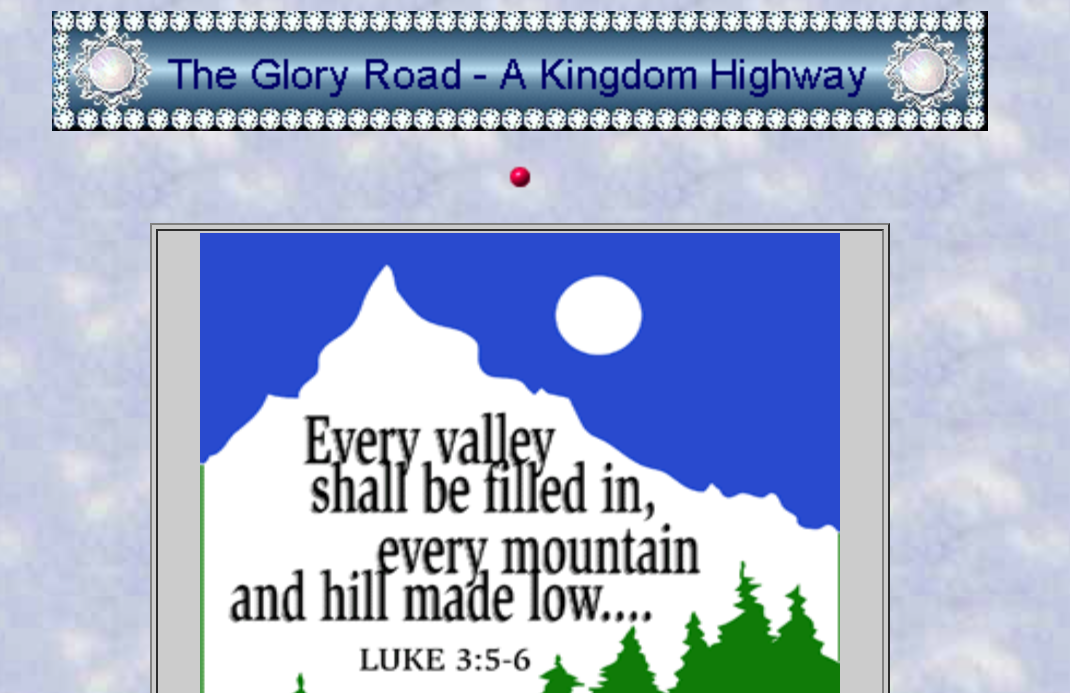 The Glory Road - A Kingdom Highway
Every valley
shall be filled in,
every mountain
and hill made low....
LUKE 3:5-6